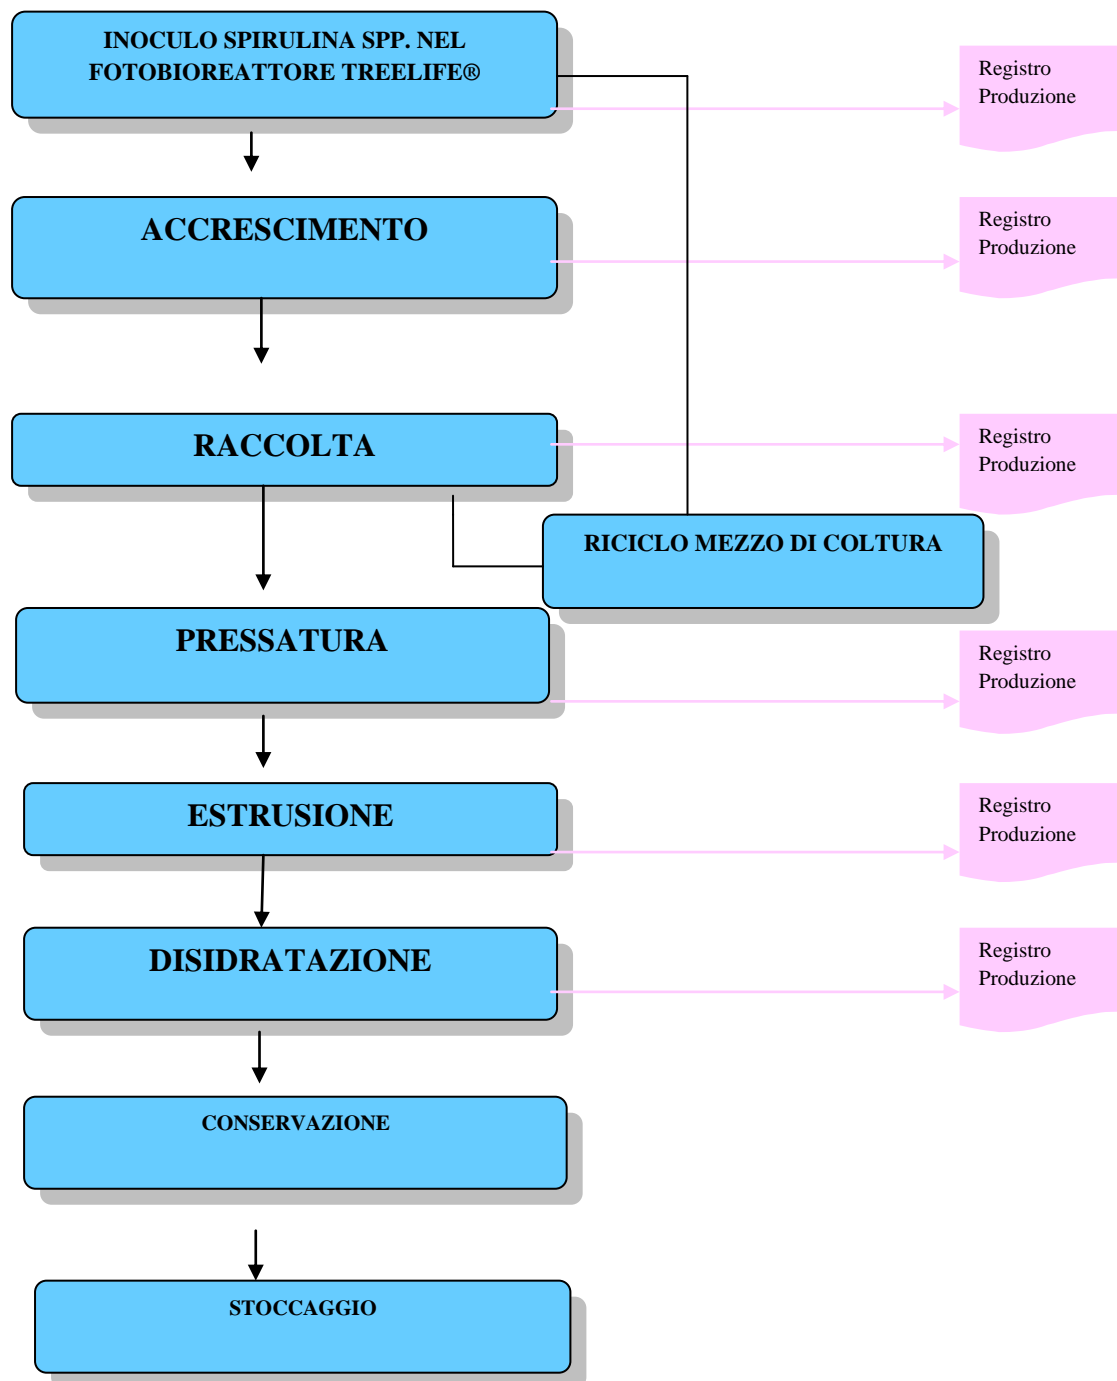 INOCULO SPIRULINA SPP. NEL
FOTOBIOREATTORE TREELIFE®
Registro
Produzione
ACCRESCIMENTO
Registro
Produzione
RACCOLTA
Registro
Produzione
RICICLO MEZZO DI COLTURA
PRESSATURA
Registro
Produzione
ESTRUSIONE
Registro
Produzione
DISIDRATAZIONE
Registro
Produzione
CONSERVAZIONE
STOCCAGGIO